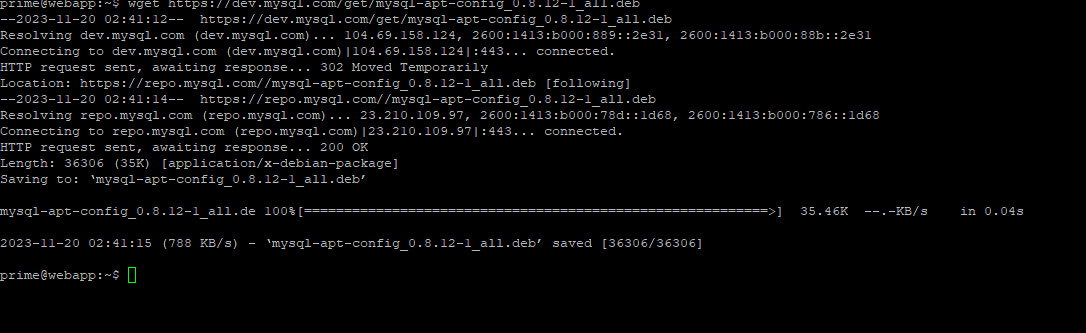 prime@webapp:~$ wget https://dev.mysql.com/get/mysql-apt-config_0.8.12-1_all.deb
--2023-11-20 02:41:12--  https://dev.mysql.com/get/mysql-apt-config_0.8.12-1_all.deb
Resolving dev.mysql.com (dev.mysql.com)... 104.69.158.124, 2600:1413:b000:889::2e31, 2600:1413:b000:88b::2e31
Connecting to dev.mysql.com (dev.mysql.com)|104.69.158.124|:443... connected.
HTTP request sent, awaiting response... 302 Moved Temporarily
Location: https://repo.mysql.com//mysql-apt-config_0.8.12-1_all.deb [following]
--2023-11-20 02:41:14--  https://repo.mysql.com//mysql-apt-config_0.8.12-1_all.deb
Resolving repo.mysql.com (repo.mysql.com)... 23.210.109.97, 2600:1413:b000:78d::1d68, 2600:1413:b000:786::1d68
Connecting to repo.mysql.com (repo.mysql.com)|23.210.109.97|:443... connected.
HTTP request sent, awaiting response... 200 OK
Length: 36306 (35K) [application/x-debian-package]
Saving to: ‘mysql-apt-config_0.8.12-1_all.deb’
mysql-apt-config_0.8.12-1_all.de 100%[==========================================================>]  35.46K  --.-KB/s    in 0.04s
2023-11-20 02:41:15 (788 KB/s) - ‘mysql-apt-config_0.8.12-1_all.deb’ saved [36306/36306]
prime@webapp:~$